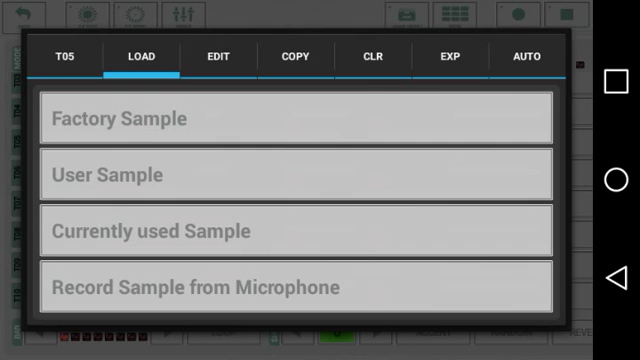 T05 LOAD EDIT COPY CLR EXP AUTO
Factory Sample
User Sample
Currently used Sample
Record Sample from Microphone